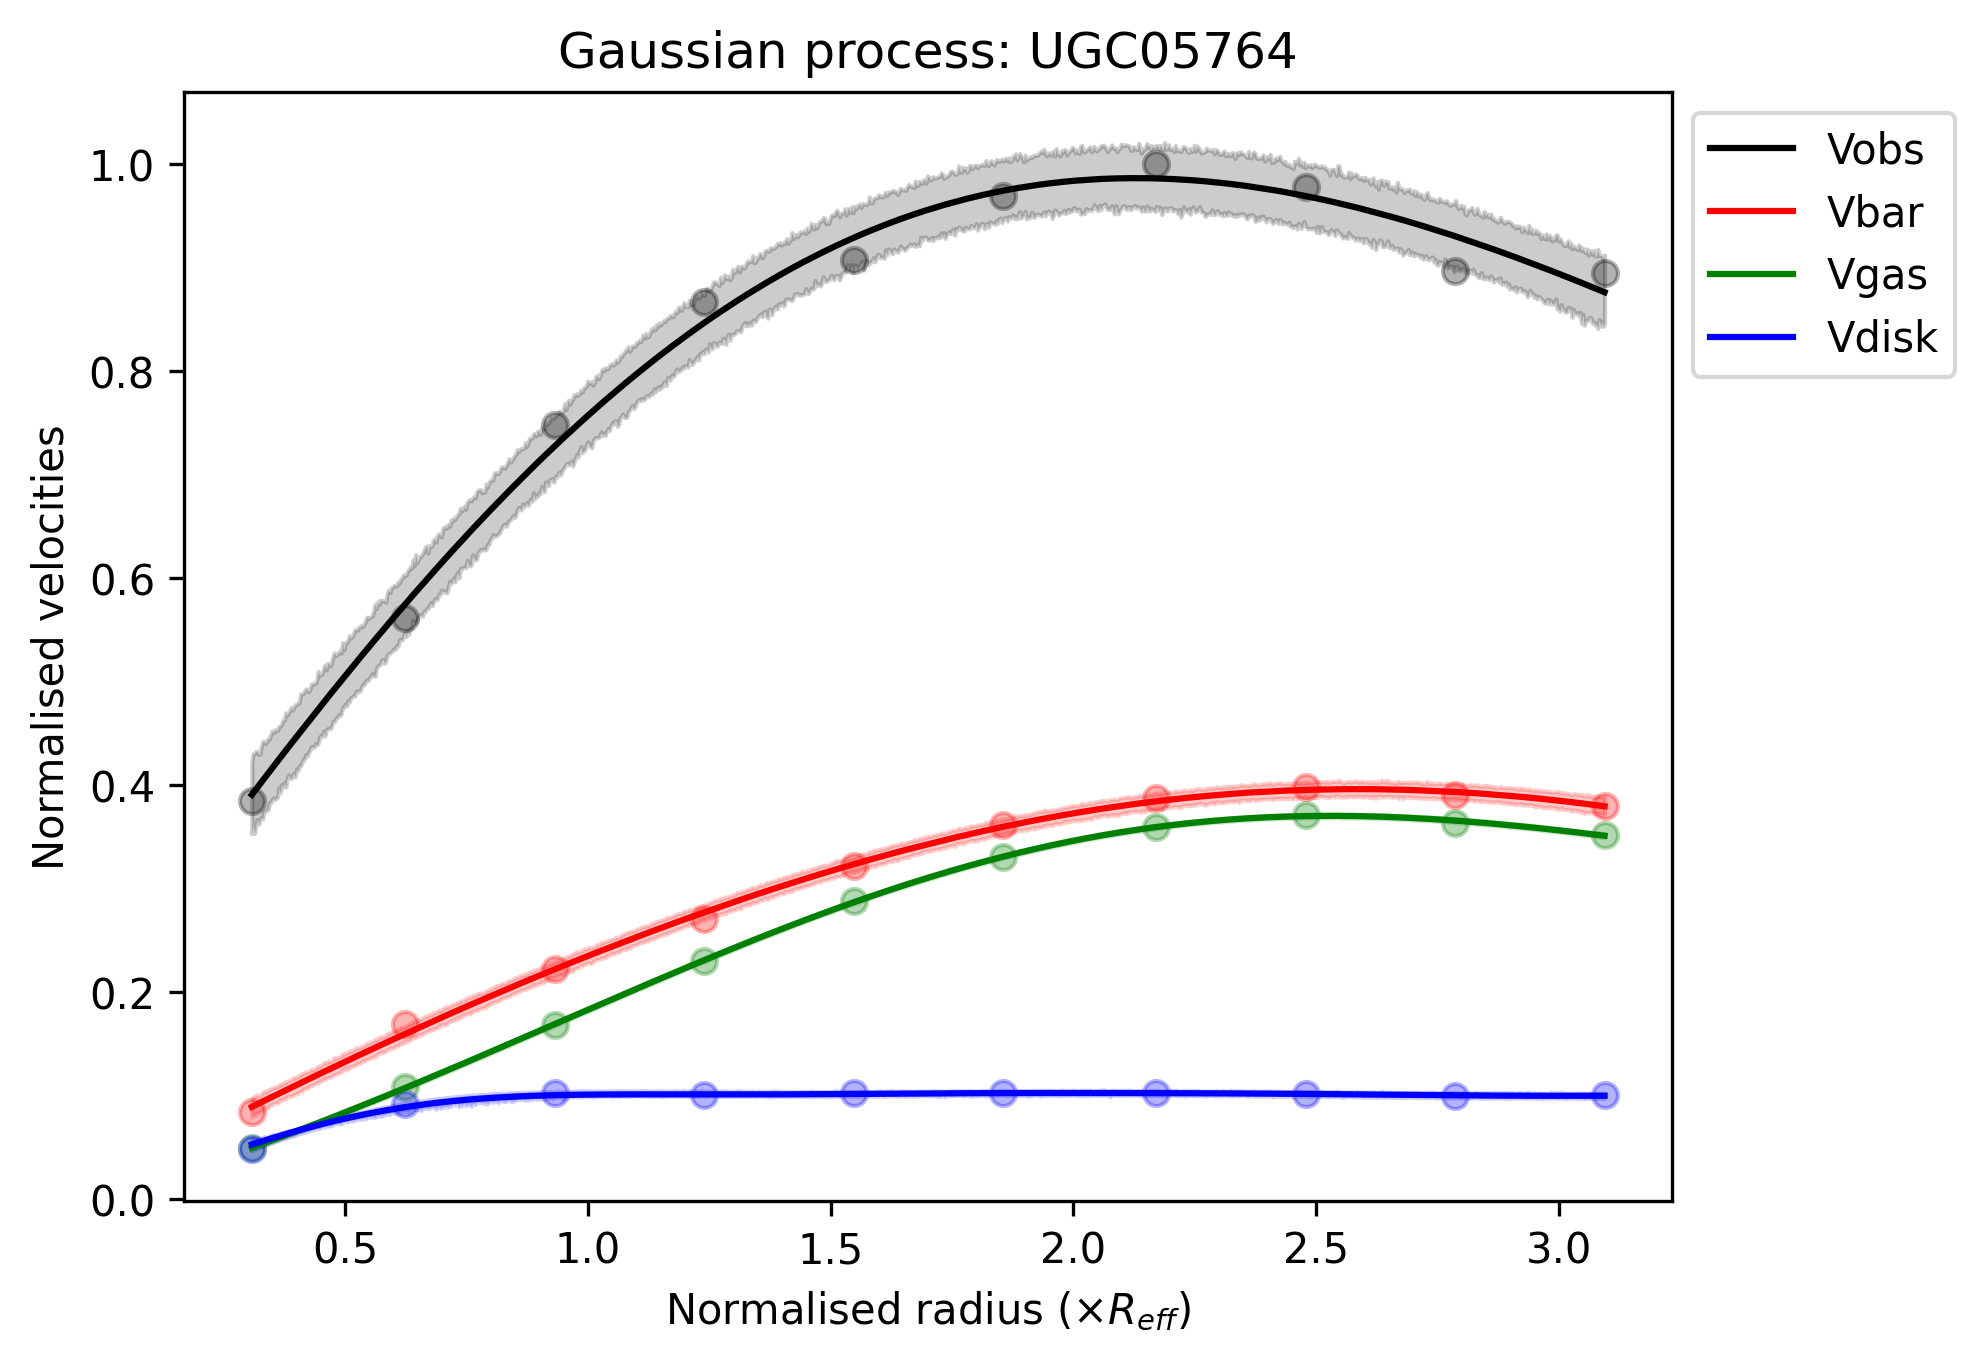 Gaussian process: UGC05764
Vobs
Vbar
Vgas
Vdisk
Normalised velocities
1.0
0.8
0.6
0.4
0.2
0.0
0.5 1.0 1.5 2.0 2.5 3.0
Normalised radius (×R_eff)